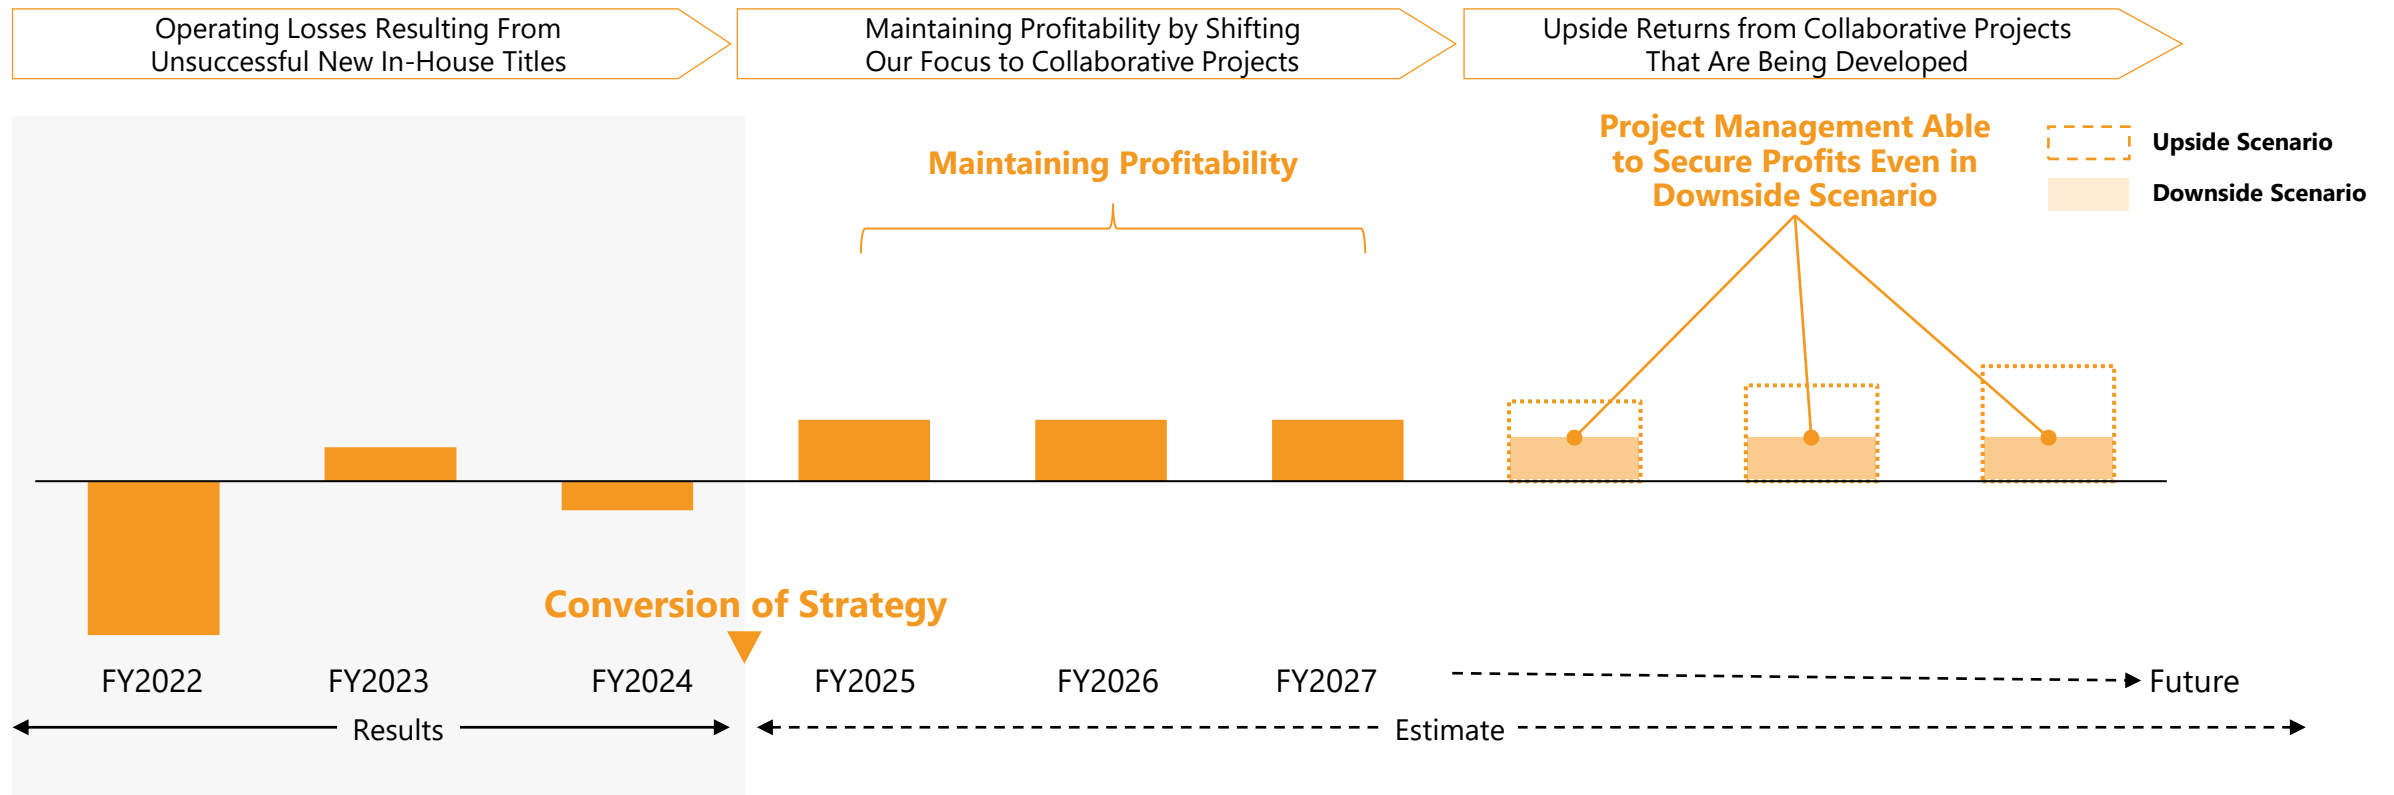 Operating Losses Resulting From
Unsuccessful New In-House Titles
Maintaining Profitability by Shifting
Our Focus to Collaborative Projects
Upside Returns from Collaborative Projects
That Are Being Developed
Maintaining Profitability
Project Management Able
to Secure Profits Even in
Downside Scenario
Upside Scenario
Downside Scenario
Conversion of Strategy
FY2022
FY2023
FY2024
FY2025
FY2026
FY2027
Future
Results
Estimate